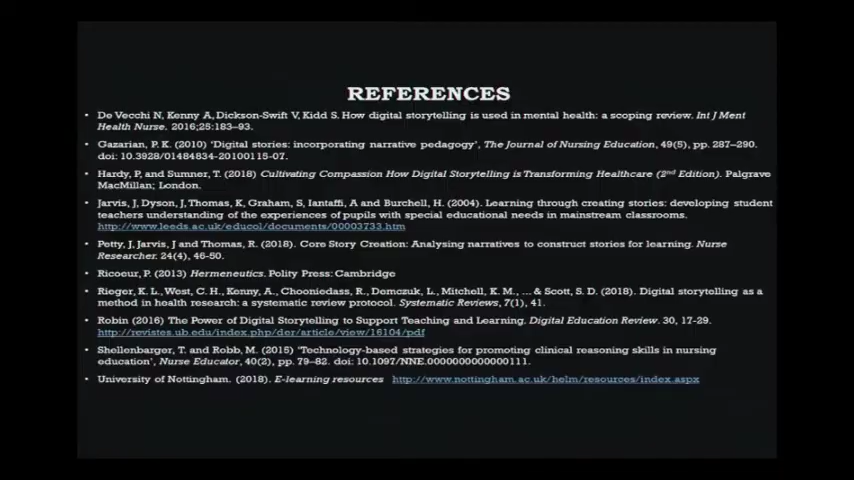 REFERENCES
• De Vecchi N, Kenny A, Dickson-Swift V, Kidd S. How digital storytelling is used in mental health: a scoping review. Int J Ment
Health Nurse. 2016;25:183–93.
• Gazarian, P. K. (2010) 'Digital stories: incorporating narrative pedagogy', The Journal of Nursing Education, 49(5), pp. 287–290.
doi: 10.3928/01484834-20100115-07.
• Hardy, P, and Sumner, T. (2018) Cultivating Compassion How Digital Storytelling is Transforming Healthcare (2nd Edition). Palgrave
MacMillan; London.
• Jarvis, J, Dyson, J, Thomas, K, Graham, S, Iantaffi, A and Burchell, H. (2004). Learning through creating stories: developing student
teachers understanding of the experiences of pupils with special educational needs in mainstream classrooms.
http://www.leeds.ac.uk/educol/documents/00003733.htm
• Petty, J, Jarvis, J and Thomas, R. (2018). Core Story Creation: Analysing narratives to construct stories for learning. Nurse
Researcher. 24(4), 46-50.
• Ricoeur, P. (2013) Hermeneutics. Polity Press: Cambridge
• Rieger, K. L., West, C. H., Kenny, A., Chooniedass, R., Demczuk, L., Mitchell, K. M., ... & Scott, S. D. (2018). Digital storytelling as a
method in health research: a systematic review protocol. Systematic Reviews, 7(1), 41.
• Robin (2016) The Power of Digital Storytelling to Support Teaching and Learning. Digital Education Review. 30, 17-29.
http://revistes.ub.edu/index.php/der/article/view/16104/pdf
• Shellenbarger, T. and Robb, M. (2015) 'Technology-based strategies for promoting clinical reasoning skills in nursing
education', Nurse Educator, 40(2), pp. 79–82. doi: 10.1097/NNE.0000000000000111.
• University of Nottingham. (2018). E-learning resources http://www.nottingham.ac.uk/helm/resources/index.aspx